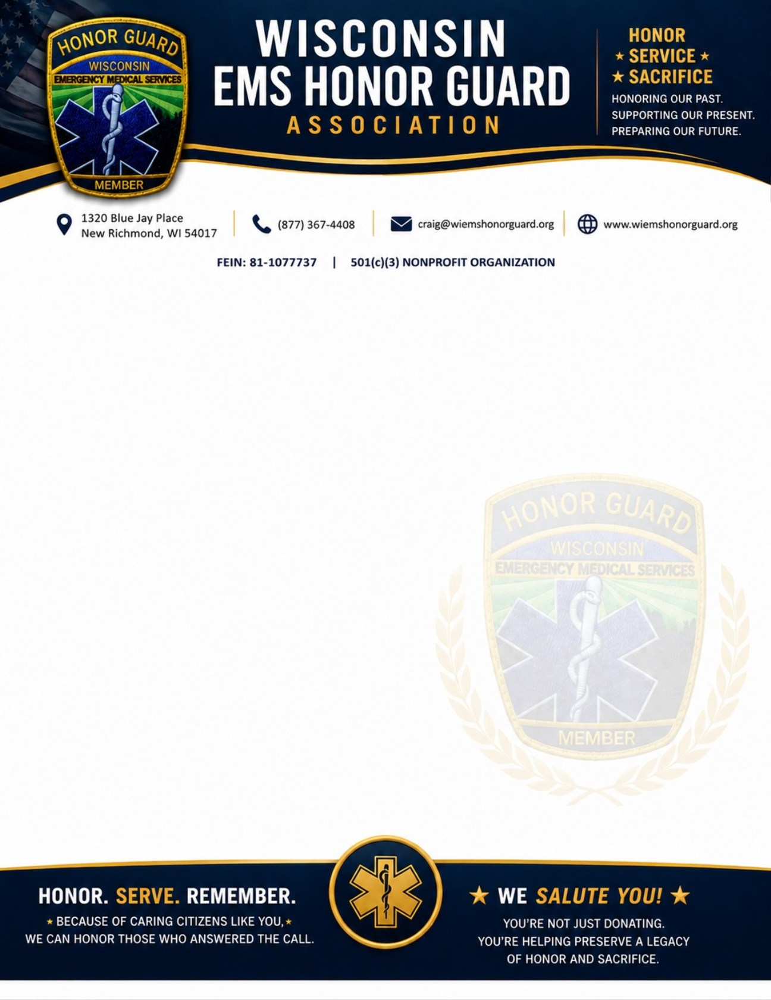 HONOR GUARD
WISCONSIN
EMERGENCY MEDICAL SERVICES
MEMBER
WISCONSIN
EMS HONOR GUARD
ASSOCIATION
HONOR
★ SERVICE ★
★ SACRIFICE
HONORING OUR PAST.
SUPPORTING OUR PRESENT.
PREPARING OUR FUTURE.
1320 Blue Jay Place
New Richmond, WI 54017
(877) 367-4408
craig@wiemshonorguard.org
www.wiemshonorguard.org
FEIN: 81-1077737 | 501(c)(3) NONPROFIT ORGANIZATION
HONOR GUARD
WISCONSIN
EMERGENCY MEDICAL SERVICES
MEMBER
HONOR. SERVE. REMEMBER.
★ BECAUSE OF CARING CITIZENS LIKE YOU, ★
WE CAN HONOR THOSE WHO ANSWERED THE CALL.
★ WE SALUTE YOU! ★
YOU'RE NOT JUST DONATING.
YOU'RE HELPING PRESERVE A LEGACY
OF HONOR AND SACRIFICE.